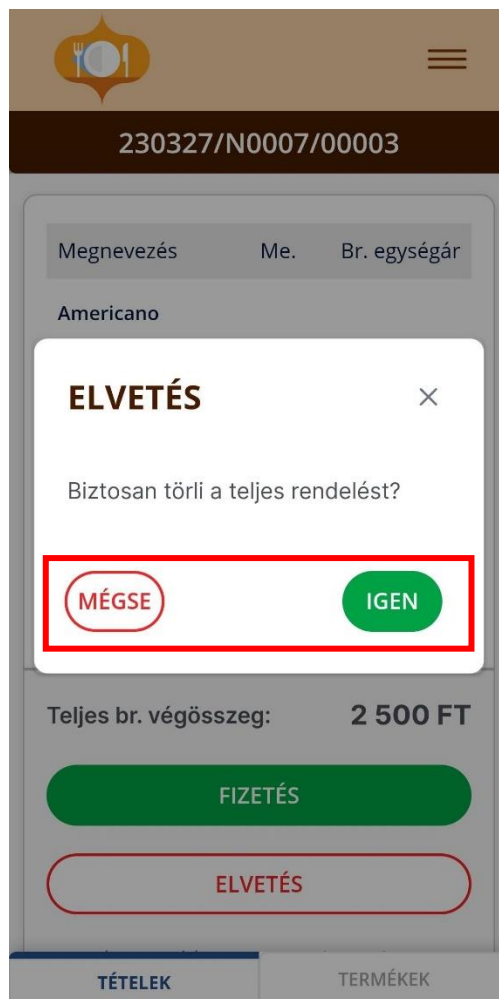 230327/N0007/00003
Megnevezés Me. Br. egységár
Americano
ELVETÉS
Biztosan törli a teljes rendelést?
MÉGSE IGEN
Teljes br. végösszeg: 2 500 FT
FIZETÉS
ELVETÉS
TÉTELEK TERMÉKEK